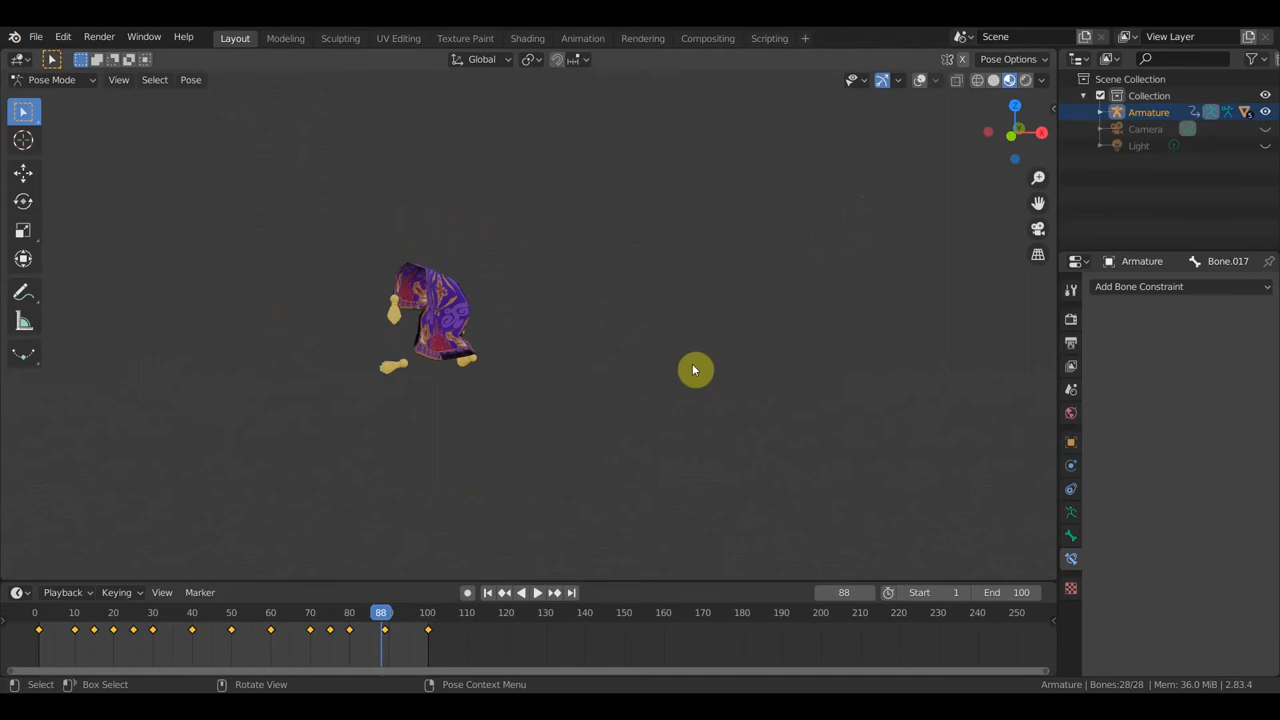 File Edit Render Window Help Layout Modeling Sculpting UV Editing Texture Paint Shading Animation Rendering Compositing Scripting + Scene View Layer
Global Pose Options
X
Pose Mode View Select Pose
Scene Collection
Collection
Armature
5
Camera
Light
Z
X
Y
Armature Bone.017
Add Bone Constraint
Playback Keying View Marker 88 Start 1 End 100
0 10 20 30 40 50 60 70 80 88 100 110 120 130 140 150 160 170 180 190 200 210 220 230 240 250
Select Box Select Rotate View Pose Context Menu Armature | Bones:28/28 | Mem: 36.0 MiB | 2.83.4